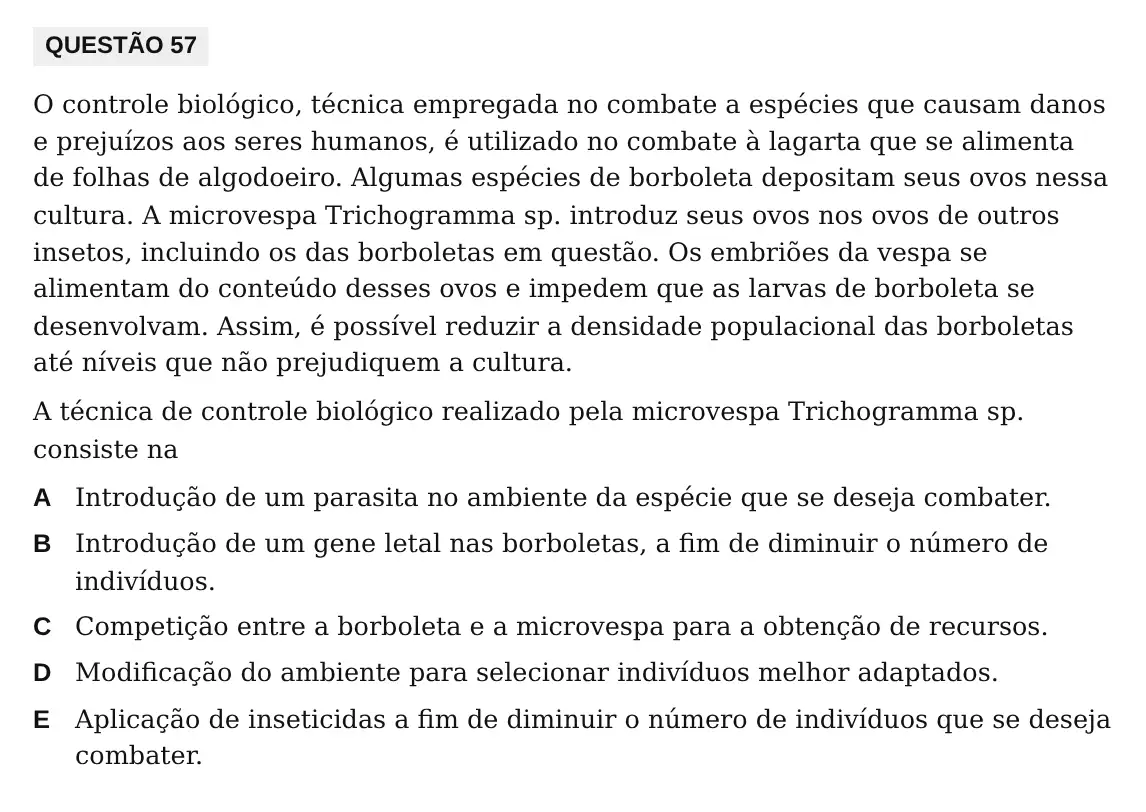 QUESTÃO 57
O controle biológico, técnica empregada no combate a espécies que causam danos
e prejuízos aos seres humanos, é utilizado no combate à lagarta que se alimenta
de folhas de algodoeiro. Algumas espécies de borboleta depositam seus ovos nessa
cultura. A microvespa Trichogramma sp. introduz seus ovos nos ovos de outros
insetos, incluindo os das borboletas em questão. Os embriões da vespa se
alimentam do conteúdo desses ovos e impedem que as larvas de borboleta se
desenvolvam. Assim, é possível reduzir a densidade populacional das borboletas
até níveis que não prejudiquem a cultura.
A técnica de controle biológico realizado pela microvespa Trichogramma sp.
consiste na
A Introdução de um parasita no ambiente da espécie que se deseja combater.
B Introdução de um gene letal nas borboletas, a fim de diminuir o número de
indivíduos.
C Competição entre a borboleta e a microvespa para a obtenção de recursos.
D Modificação do ambiente para selecionar indivíduos melhor adaptados.
E Aplicação de inseticidas a fim de diminuir o número de indivíduos que se deseja
combater.